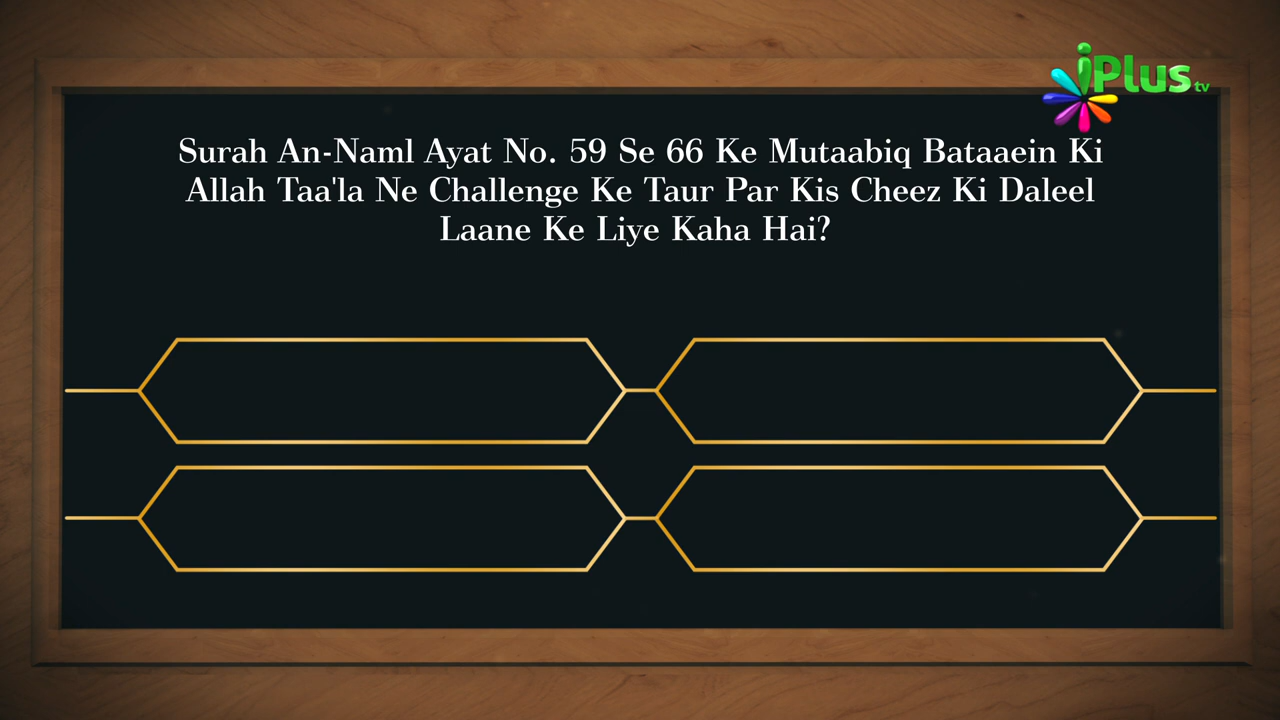 iPlus tv
Surah An-Naml Ayat No. 59 Se 66 Ke Mutaabiq Bataaein Ki
Allah Taa'la Ne Challenge Ke Taur Par Kis Cheez Ki Daleel
Laane Ke Liye Kaha Hai?